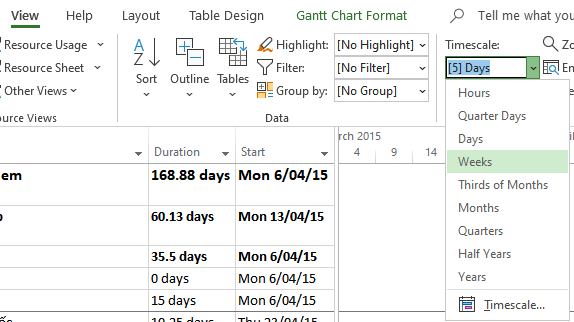 View Help Layout Table Design Gantt Chart Format Tell me what you
Resource Usage
Resource Sheet
Other Views
source Views
Sort
Outline
Tables
Highlight: [No Highlight]
Filter: [No Filter]
Group by: [No Group]
Data
Timescale:
[5] Days
Hours
Quarter Days
Days
Weeks
Thirds of Months
Months
Quarters
Half Years
Years
Timescale...
Zo
En
Duration Start
rch 2015
4 9 14
em 168.88 days Mon 6/04/15
60.13 days Mon 13/04/15
35.5 days Mon 6/04/15
0 days Mon 6/04/15
15 days Mon 6/04/15